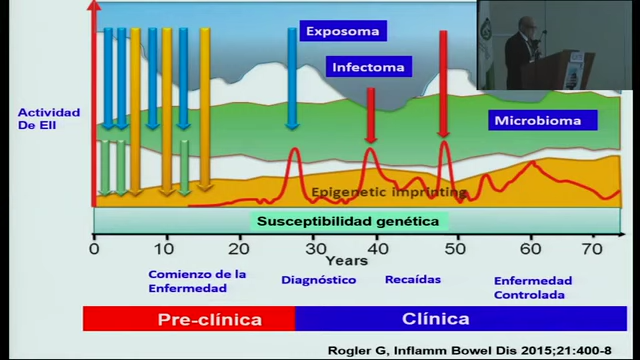 Exposoma
Infectoma
Actividad
De EII
Microbioma
Epigenetic imprinting
Susceptibilidad genética
0 10 20 30 40 50 60 70
Years
Comienzo de la
Enfermedad
Diagnóstico
Recaídas
Enfermedad
Controlada
Pre-clínica
Clínica
Rogler G, Inflamm Bowel Dis 2015;21:400-8